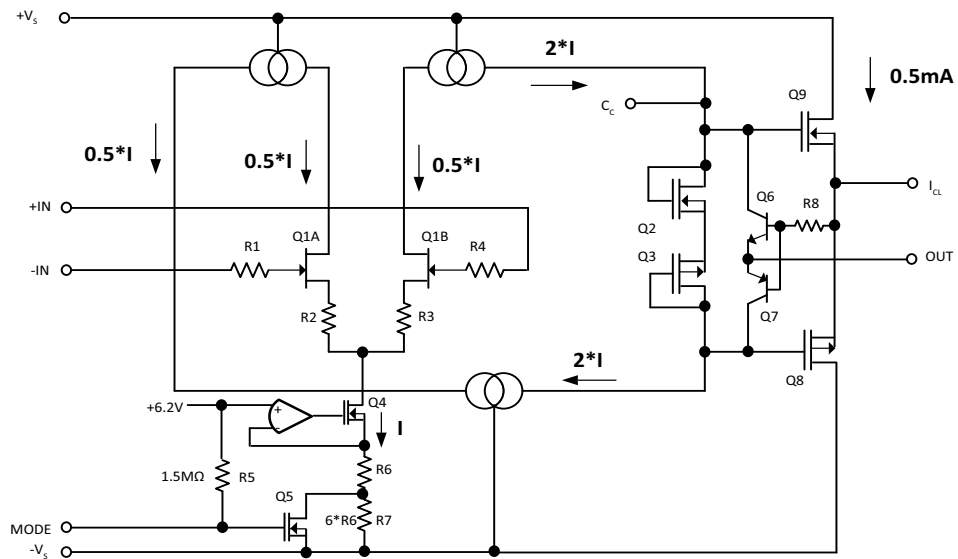 +Vs
2*I
Cc
Q9
0.5mA
0.5*I
0.5*I
0.5*I
ICL
+IN
Q2
Q6
R8
R1
Q1A
Q1B
R4
-IN
Q3
OUT
R2
R3
Q7
2*I
Q8
+6.2V
+
-
Q4
I
1.5MΩ
R5
R6
Q5
6*R6
R7
MODE
-Vs